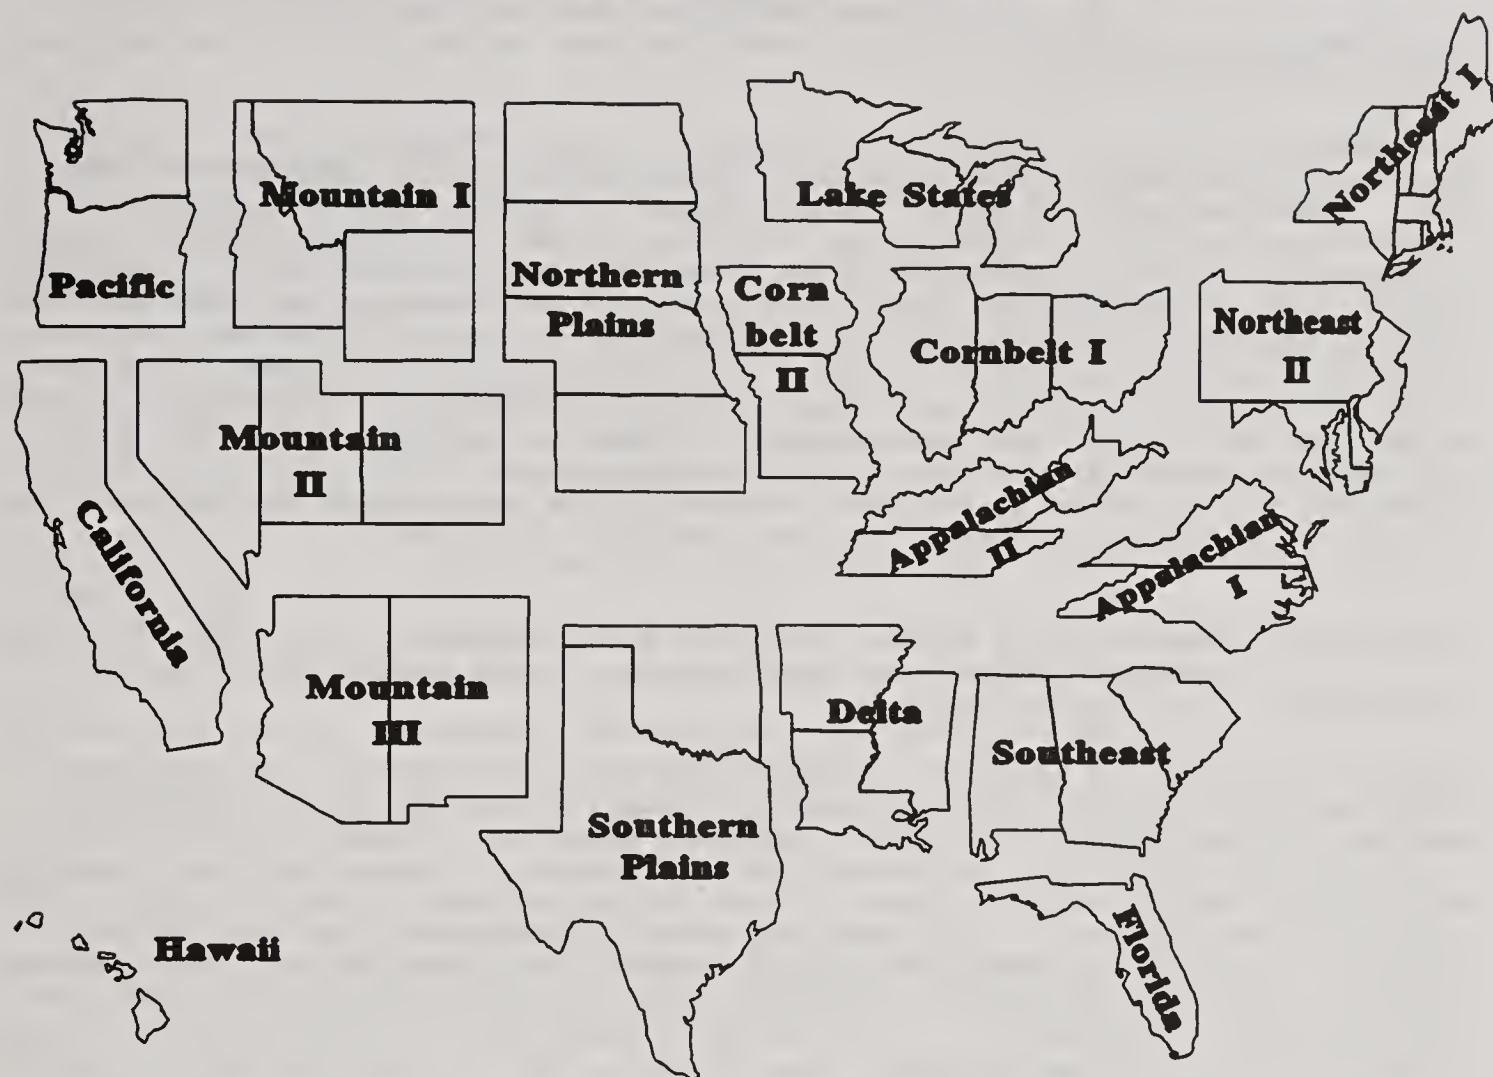 Northeast I
Mountain I
Lake States
Pacific
Northern
Plains
Corn
belt
II
Cornbelt I
Northeast
II
Mountain
II
California
Appalachian
II
Appalachian
I
Mountain
III
Delta
Southeast
Southern
Plains
Hawaii
Florida